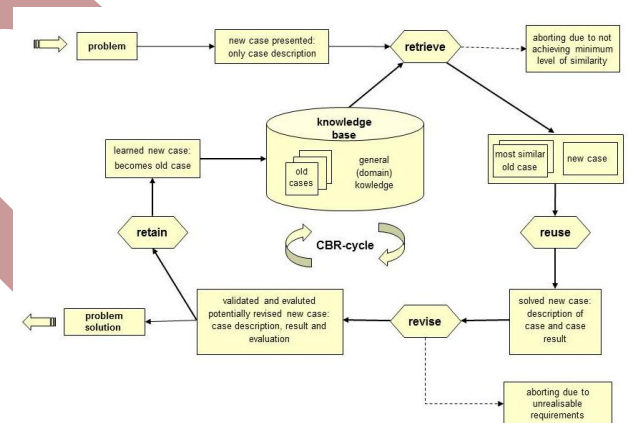 problem
new case presented:
only case description
retrieve
aborting due to not
achieving minimum
level of similarity
knowledge
base
old
cases
general
(domain)
kowledge
learned new case:
becomes old case
most similar
old case
new case
retain
CBR-cycle
reuse
problem
solution
validated and evaluted
potentially revised new case:
case description, result and
evaluation
revise
solved new case:
description of
case and case
result
aborting due to
unrealisable
requirements